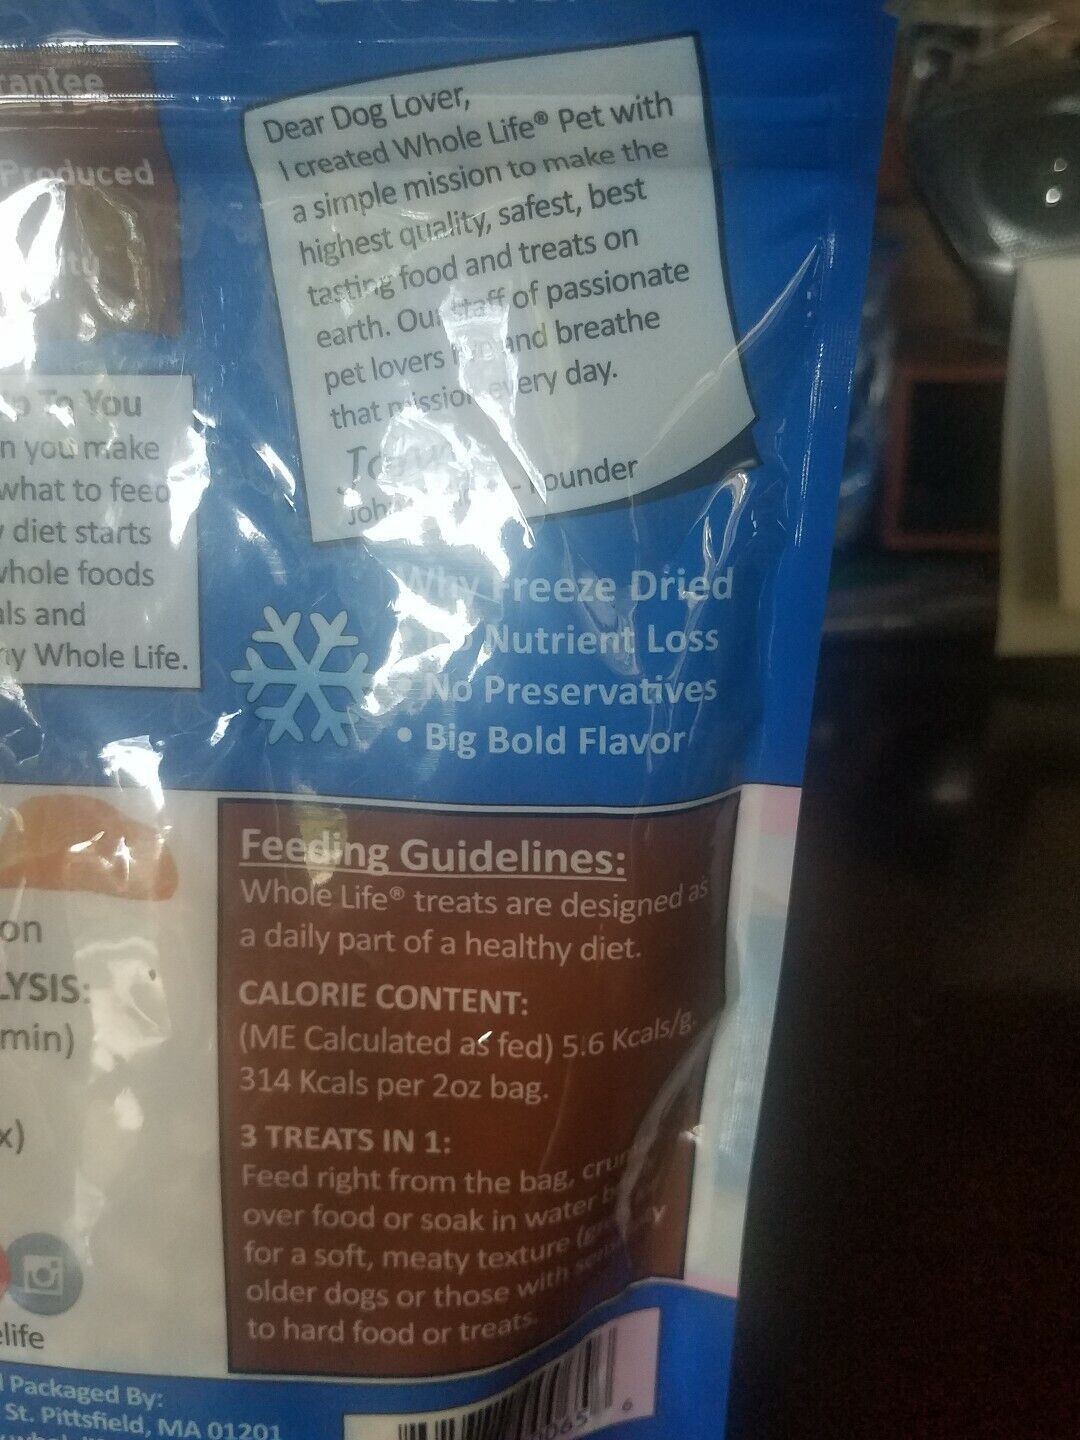 rantee
Produced
To You
n you make
what to feed
diet starts
whole foods
als and
Whole Life.
Dear Dog Lover,
I created Whole Life® Pet with
a simple mission to make the
highest quality, safest, best
tasting food and treats on
earth. Our staff of passionate
pet lovers and breathe
that mission every day.
- Founder
Why Freeze Dried
Nutrient Loss
• No Preservatives
• Big Bold Flavor
on
LYSIS:
min)
x)
elife
Feeding Guidelines:
Whole Life® treats are designed as
a daily part of a healthy diet.
CALORIE CONTENT:
(ME Calculated as fed) 5.6 Kcals/g.
314 Kcals per 2oz bag.
3 TREATS IN 1:
Feed right from the bag,
over food or soak in water
for a soft, meaty texture
older dogs or those with
to hard food or treats.
Packaged By:
St. Pittsfield, MA 01201
6